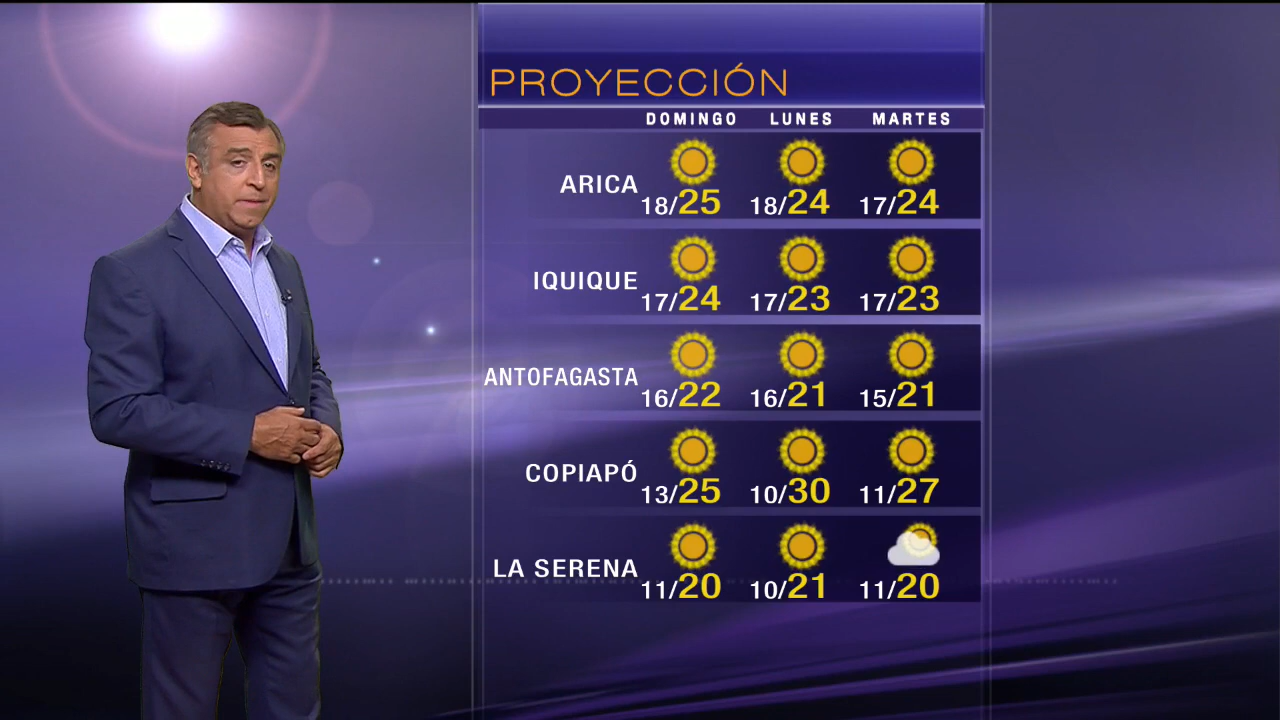 PROYECCIÓN
DOMINGO LUNES MARTES
ARICA 18/25 18/24 17/24
IQUIQUE 17/24 17/23 17/23
ANTOFAGASTA 16/22 16/21 15/21
COPIAPÓ 13/25 10/30 11/27
LA SERENA 11/20 10/21 11/20